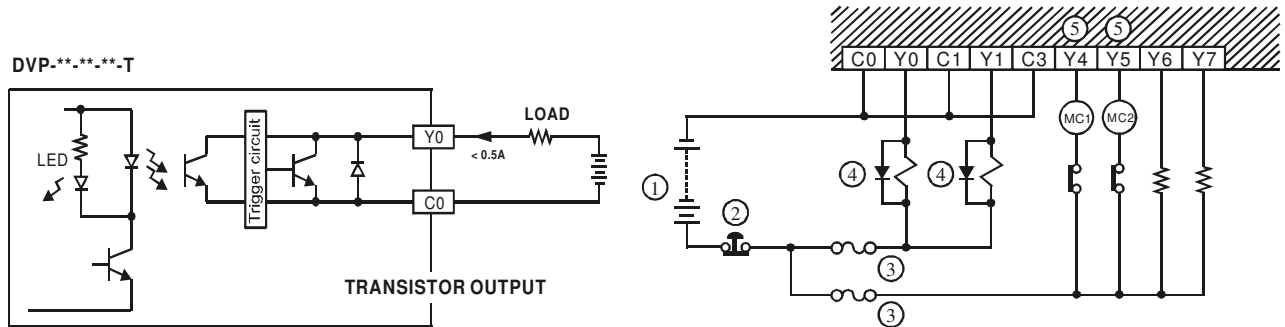 DVP-**-**-**-T
LED
Trigger circuit
Y0
C0
< 0.5A
LOAD
TRANSISTOR OUTPUT
⑤ ⑤
C0 Y0 C1 Y1 C3 Y4 Y5 Y6 Y7
MC1 MC2
④ ④
①
②
③
③